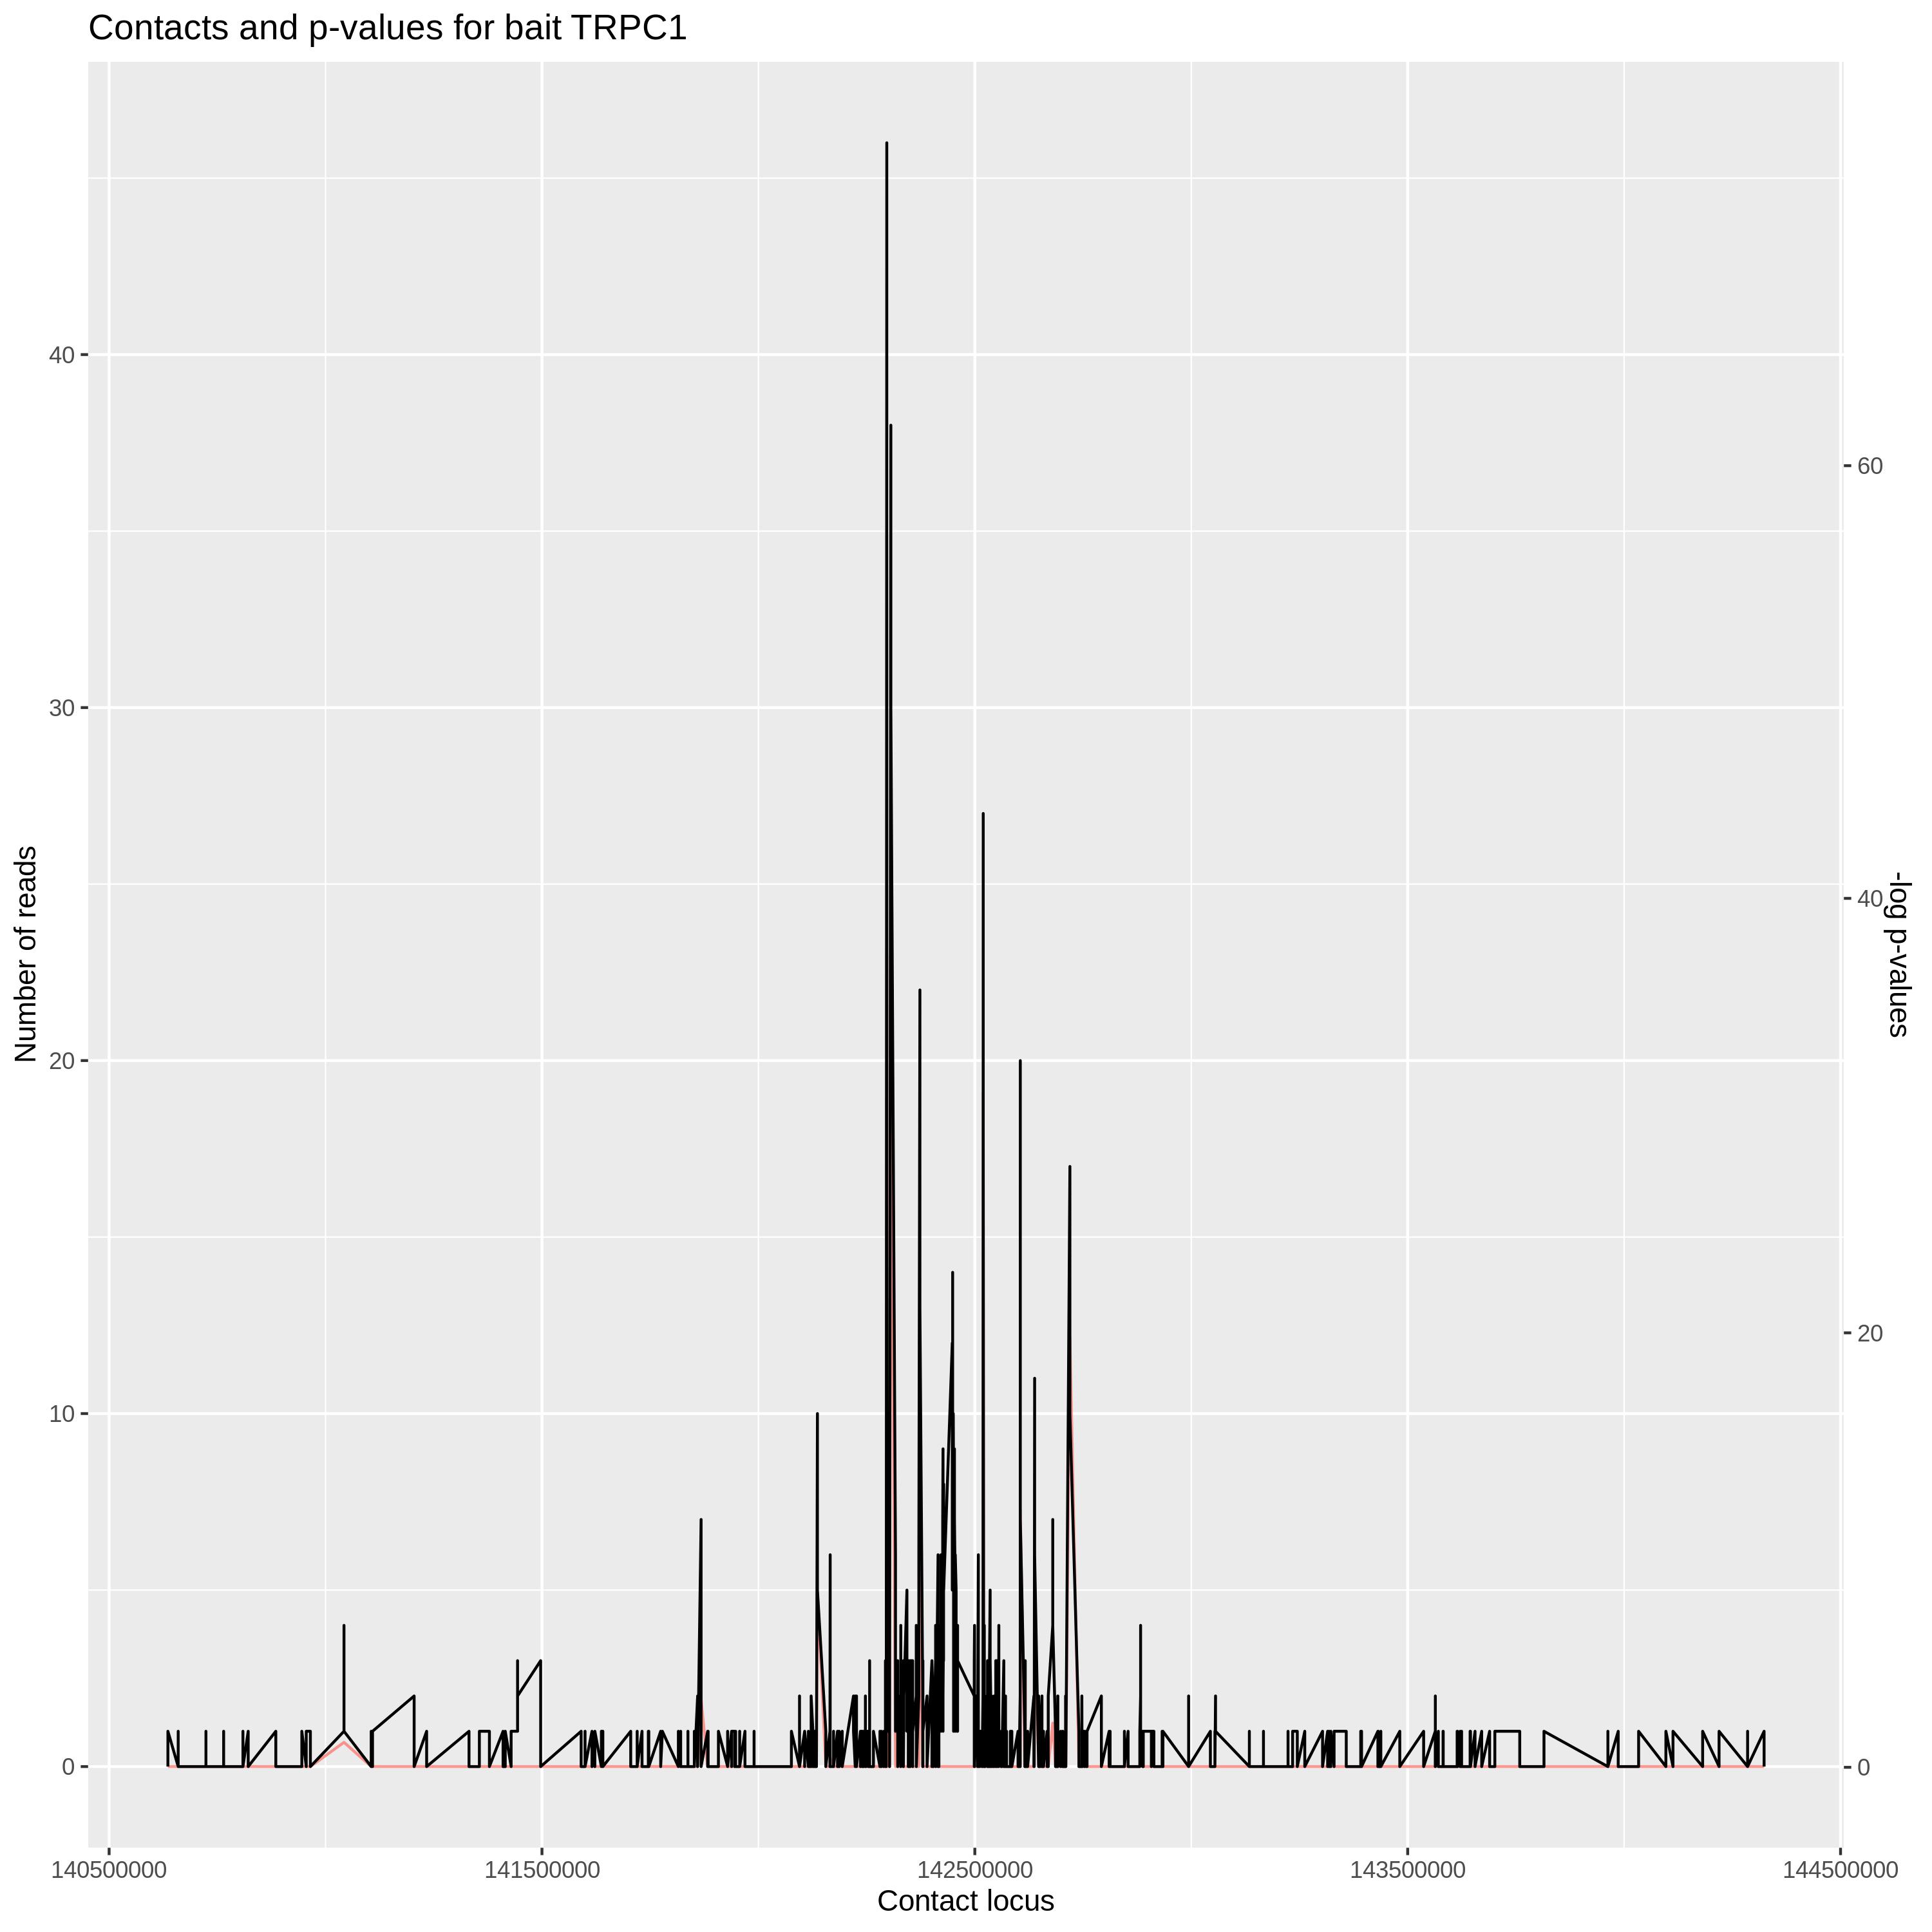 Contacts and p-values for bait TRPC1
40
30
20
10
0
Number of reads
60
40
20
0
-log p-values
140500000 141500000 142500000 143500000 144500000
Contact locus